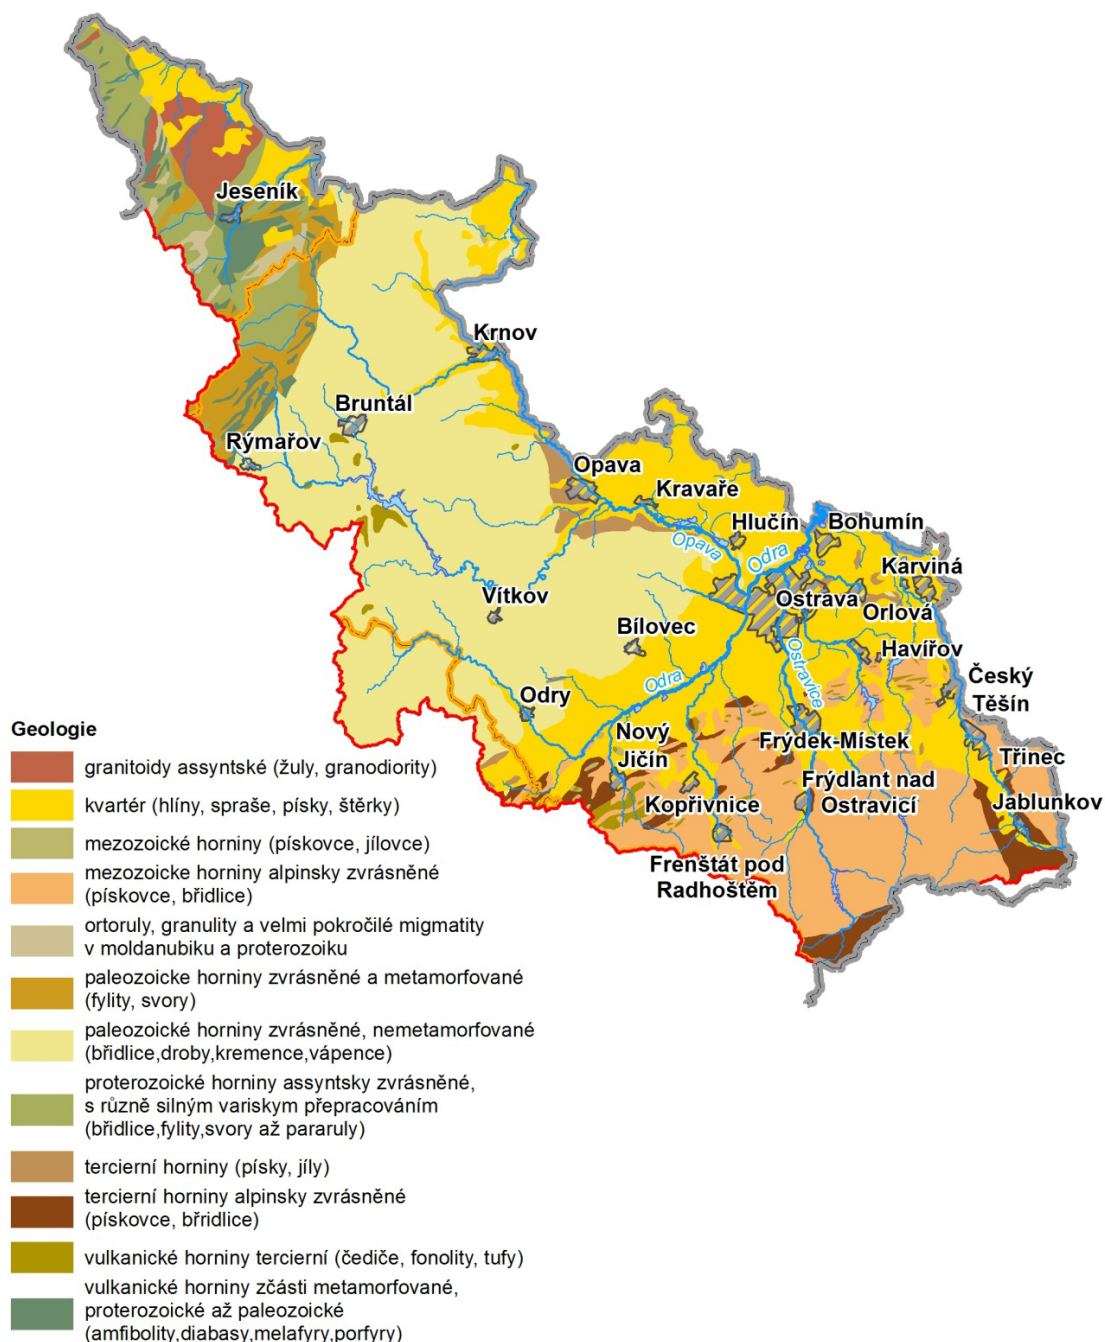 Jeseník
Krnov
Bruntál
Rýmařov
Opava
Kravaře
Hlučín
Bohumín
Opava
Odra
Karviná
Vítkov
Ostrava
Orlová
Bílovec
Havířov
Ostravice
Odra
Český
Těšín
Odry
Nový
Jičín
Frýdek-Místek
Třinec
Kopřivnice
Frýdlant nad
Ostravicí
Jablunkov
Frenštát pod
Radhoštěm
Geologie
granitoidy assyntské (žuly, granodiority)
kvartér (hlíny, spraše, písky, štěrky)
mezozoické horniny (pískovce, jílovce)
mezozoicke horniny alpinsky zvrásněné
(pískovce, břidlice)
ortoruly, granulity a velmi pokročilé migmatity
v moldanubiku a proterozoiku
paleozoicke horniny zvrásněné a metamorfované
(fylity, svory)
paleozoické horniny zvrásněné, nemetamorfované
(břidlice,droby,kremence,vápence)
proterozoické horniny assyntsky zvrásněné,
s různě silným variskym přepracováním
(břidlice,fylity,svory až pararuly)
tercierní horniny (písky, jíly)
tercierní horniny alpinsky zvrásněné
(pískovce, břridlice)
vulkanické horniny tercierní (čediče, fonolity, tufy)
vulkanické horniny zčásti metamorfované,
proterozoické až paleozoické
(amfibolity,diabasy,melafyry,porfyry)